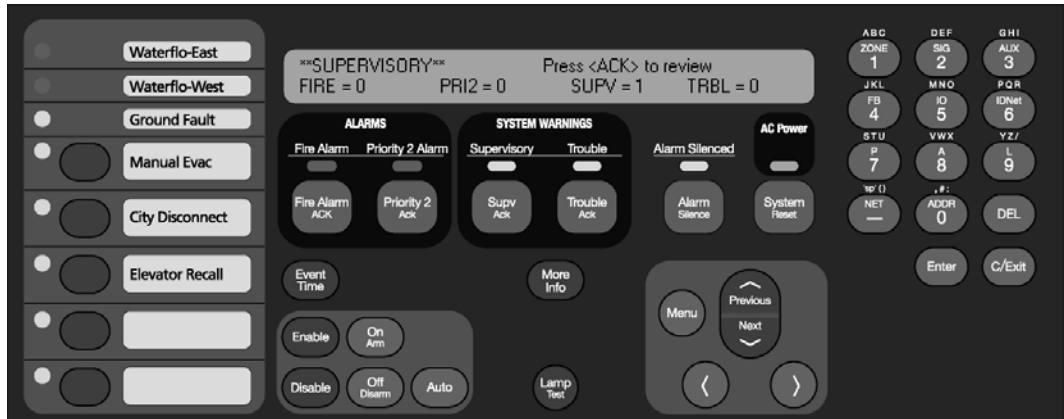 Waterflo-East
Waterflo-West
Ground Fault
Manual Evac
City Disconnect
Elevator Recall
**SUPERVISORY** Press <ACK> to review
FIRE = 0 PRI2 = 0 SUPV = 1 TRBL = 0
ALARMS
Fire Alarm Priority 2 Alarm
Fire Alarm ACK
Priority 2 Ack
SYSTEM WARNINGS
Supervisory Trouble
Supv Ack
Trouble Ack
Alarm Silenced
Alarm Silence
AC Power
System Reset
Event Time
More Info
Enable
On Arm
Disable
Off Disarm
Auto
Lamp Test
Menu
Previous
Next
ABC DEF GHI
ZONE SIG AUX
1 2 3
JKL MNO PQR
FB IO IDNet
4 5 6
STU VWX YZ/
P A L
7 8 9
'sp' () ,#:
NET ADDR
— 0 DEL
Enter C/Exit